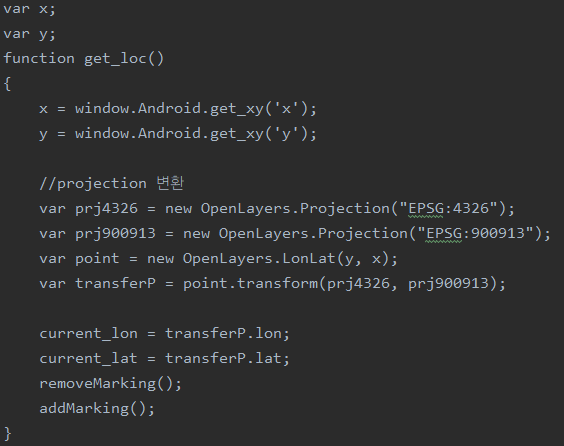 var x;
var y;
function get_loc()
{
    x = window.Android.get_xy('x');
    y = window.Android.get_xy('y');

    //projection 변환
    var prj4326 = new OpenLayers.Projection("EPSG:4326");
    var prj900913 = new OpenLayers.Projection("EPSG:900913");
    var point = new OpenLayers.LonLat(y, x);
    var transferP = point.transform(prj4326, prj900913);

    current_lon = transferP.lon;
    current_lat = transferP.lat;
    removeMarking();
    addMarking();
}